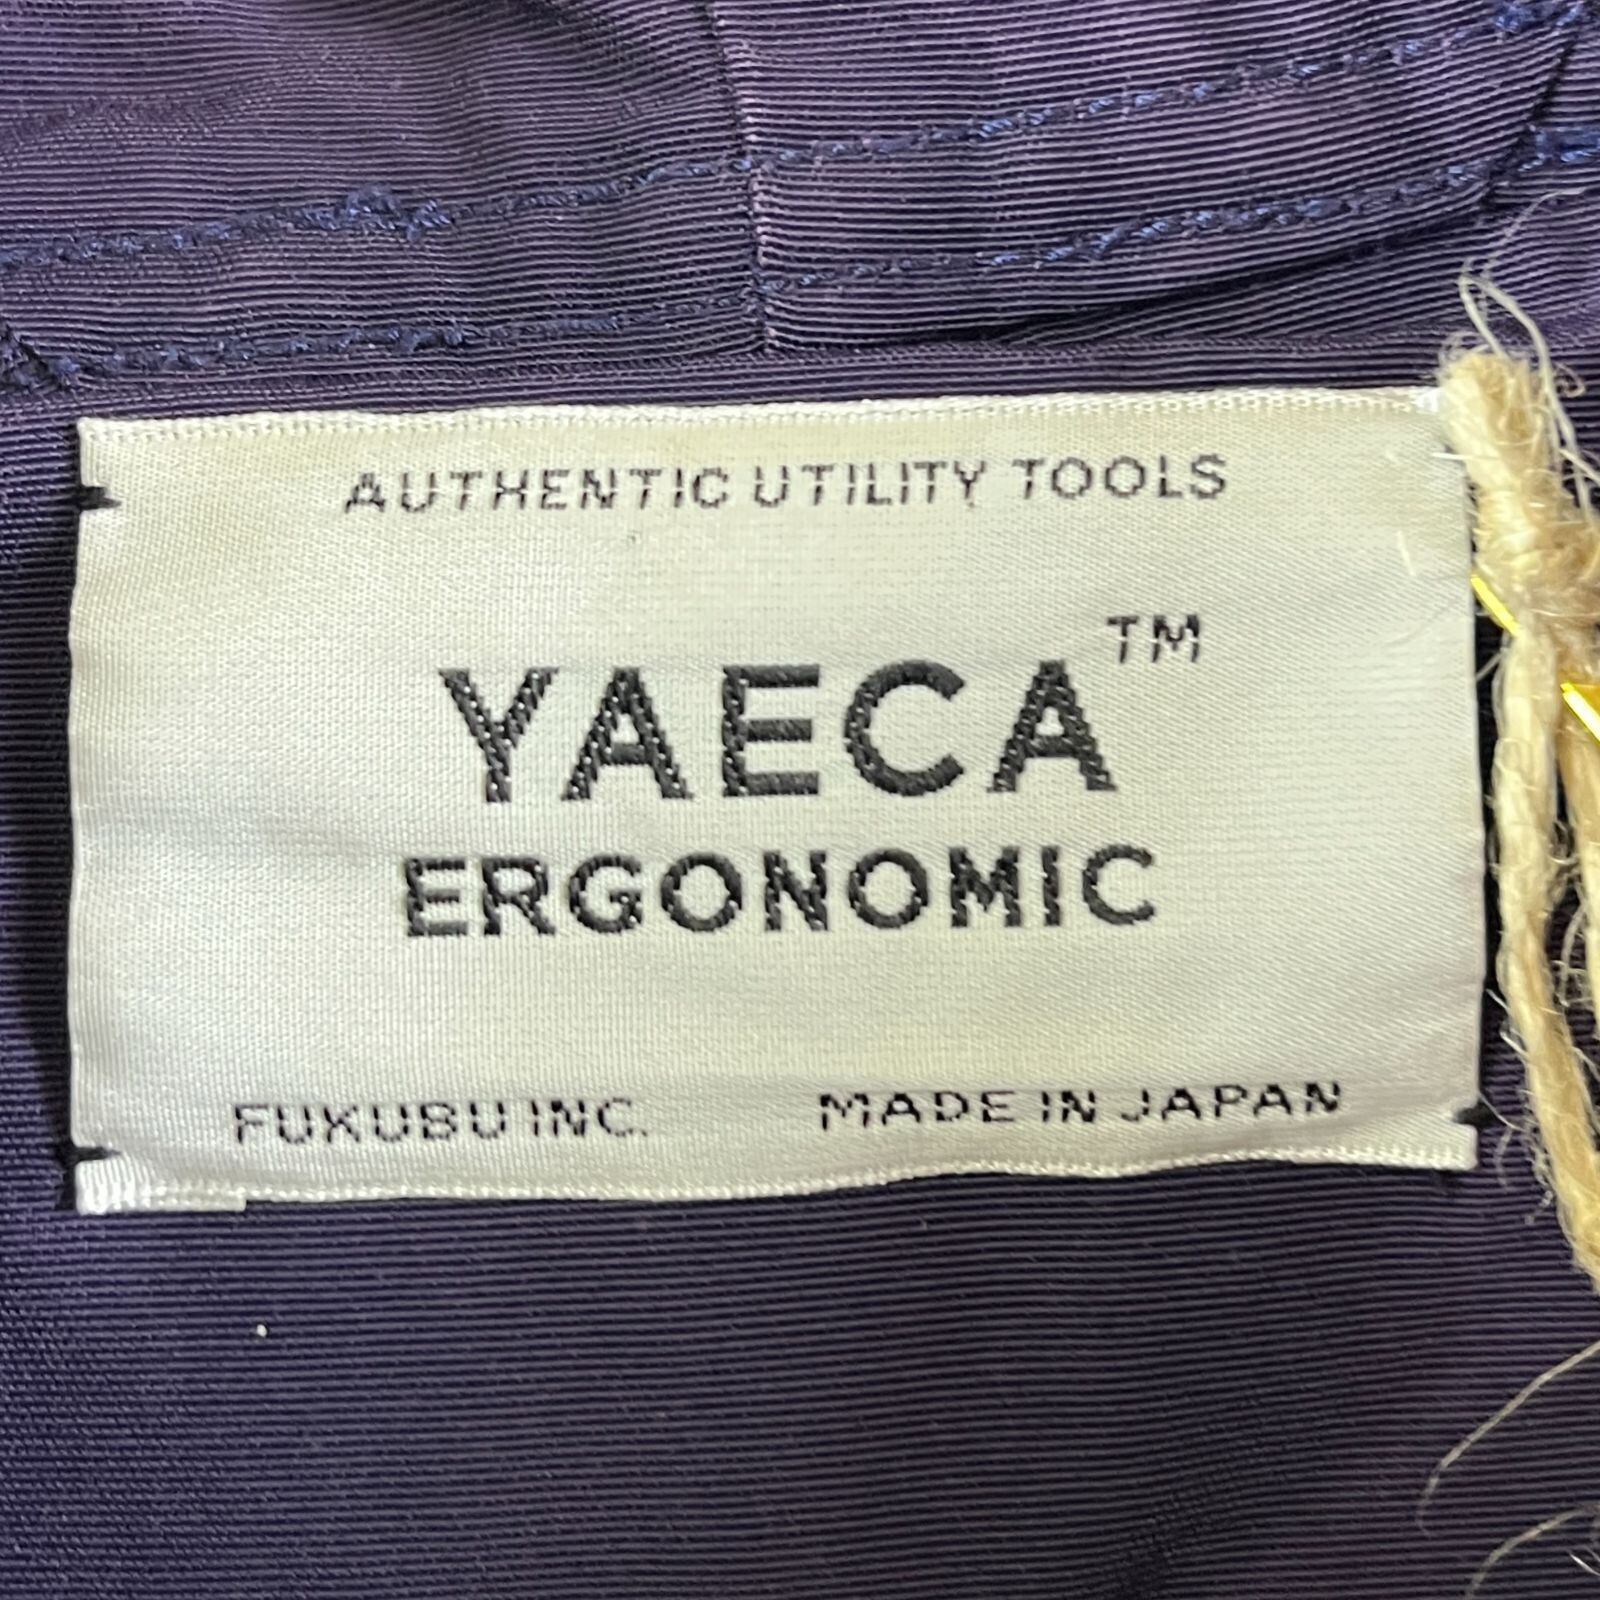 AUTHENTIC UTILITY TOOLS
YAECA™
ERGONOMIC
FUKUBU INC. MADE IN JAPAN